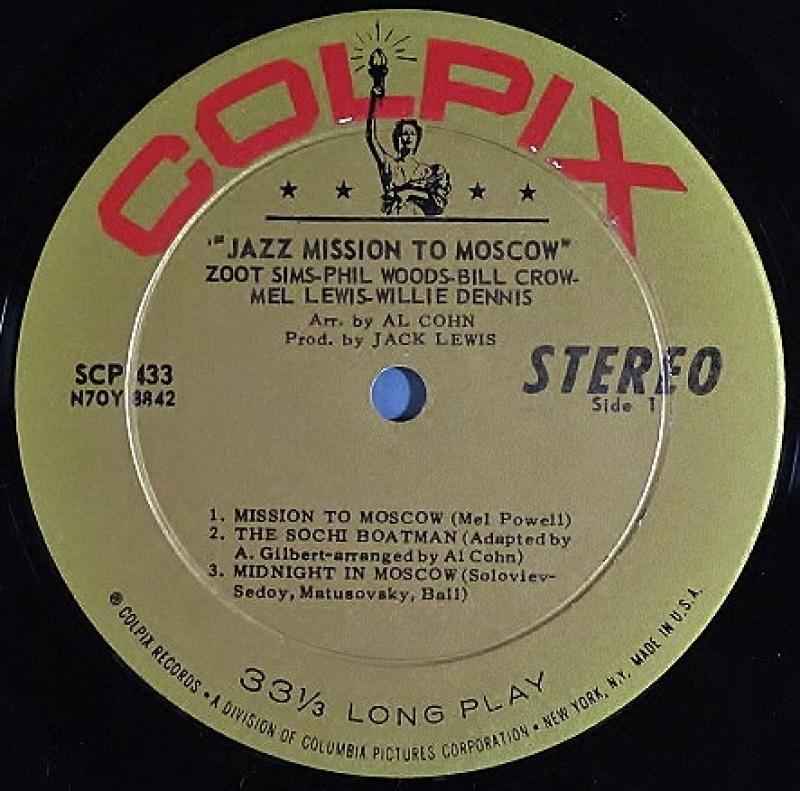 COLPIX
"JAZZ MISSION TO MOSCOW"
ZOOT SIMS-PHIL WOODS-BILL CROW-
MEL LEWIS-WILLIE DENNIS
Arr. by AL COHN
Prod. by JACK LEWIS
SCP 433
N7OY 8842
STEREO
Side 1
1. MISSION TO MOSCOW (Mel Powell)
2. THE SOCHI BOATMAN (Adapted by
A. Gilbert-arranged by Al Cohn)
3. MIDNIGHT IN MOSCOW (Soloviev-
Sedoy, Matusovsky, Ball)
33⅓ LONG PLAY
® COLPIX RECORDS • A DIVISION OF COLUMBIA PICTURES CORPORATION • NEW YORK, N.Y. MADE IN U.S.A.